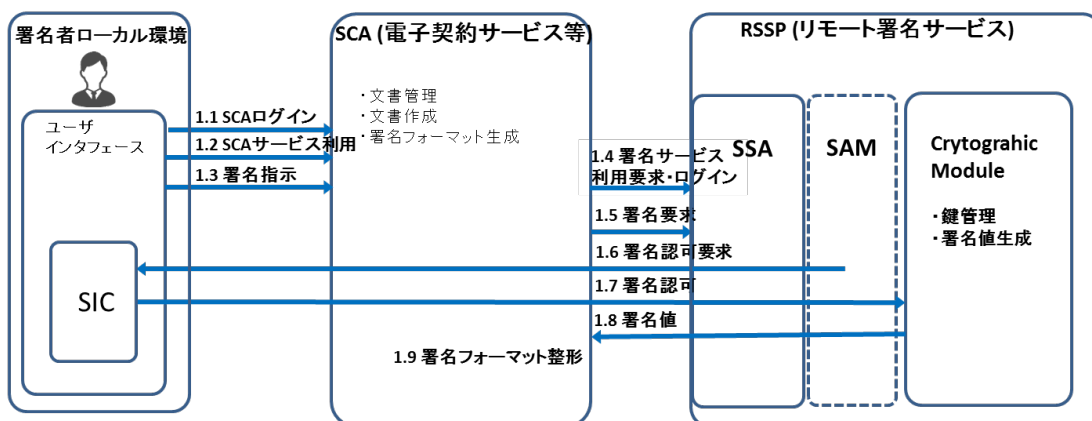 署名者ローカル環境
ユーザ
インタフェース
SIC
1.1 SCAログイン
1.2 SCAサービス利用
1.3 署名指示
SCA (電子契約サービス等)
・文書管理
・文書作成
・署名フォーマット生成
1.4 署名サービス
利用要求・ログイン
1.5 署名要求
1.6 署名認可要求
1.7 署名認可
1.8 署名値
1.9 署名フォーマット整形
RSSP (リモート署名サービス)
SSA
SAM
Crytograhic
Module
・鍵管理
・署名値生成